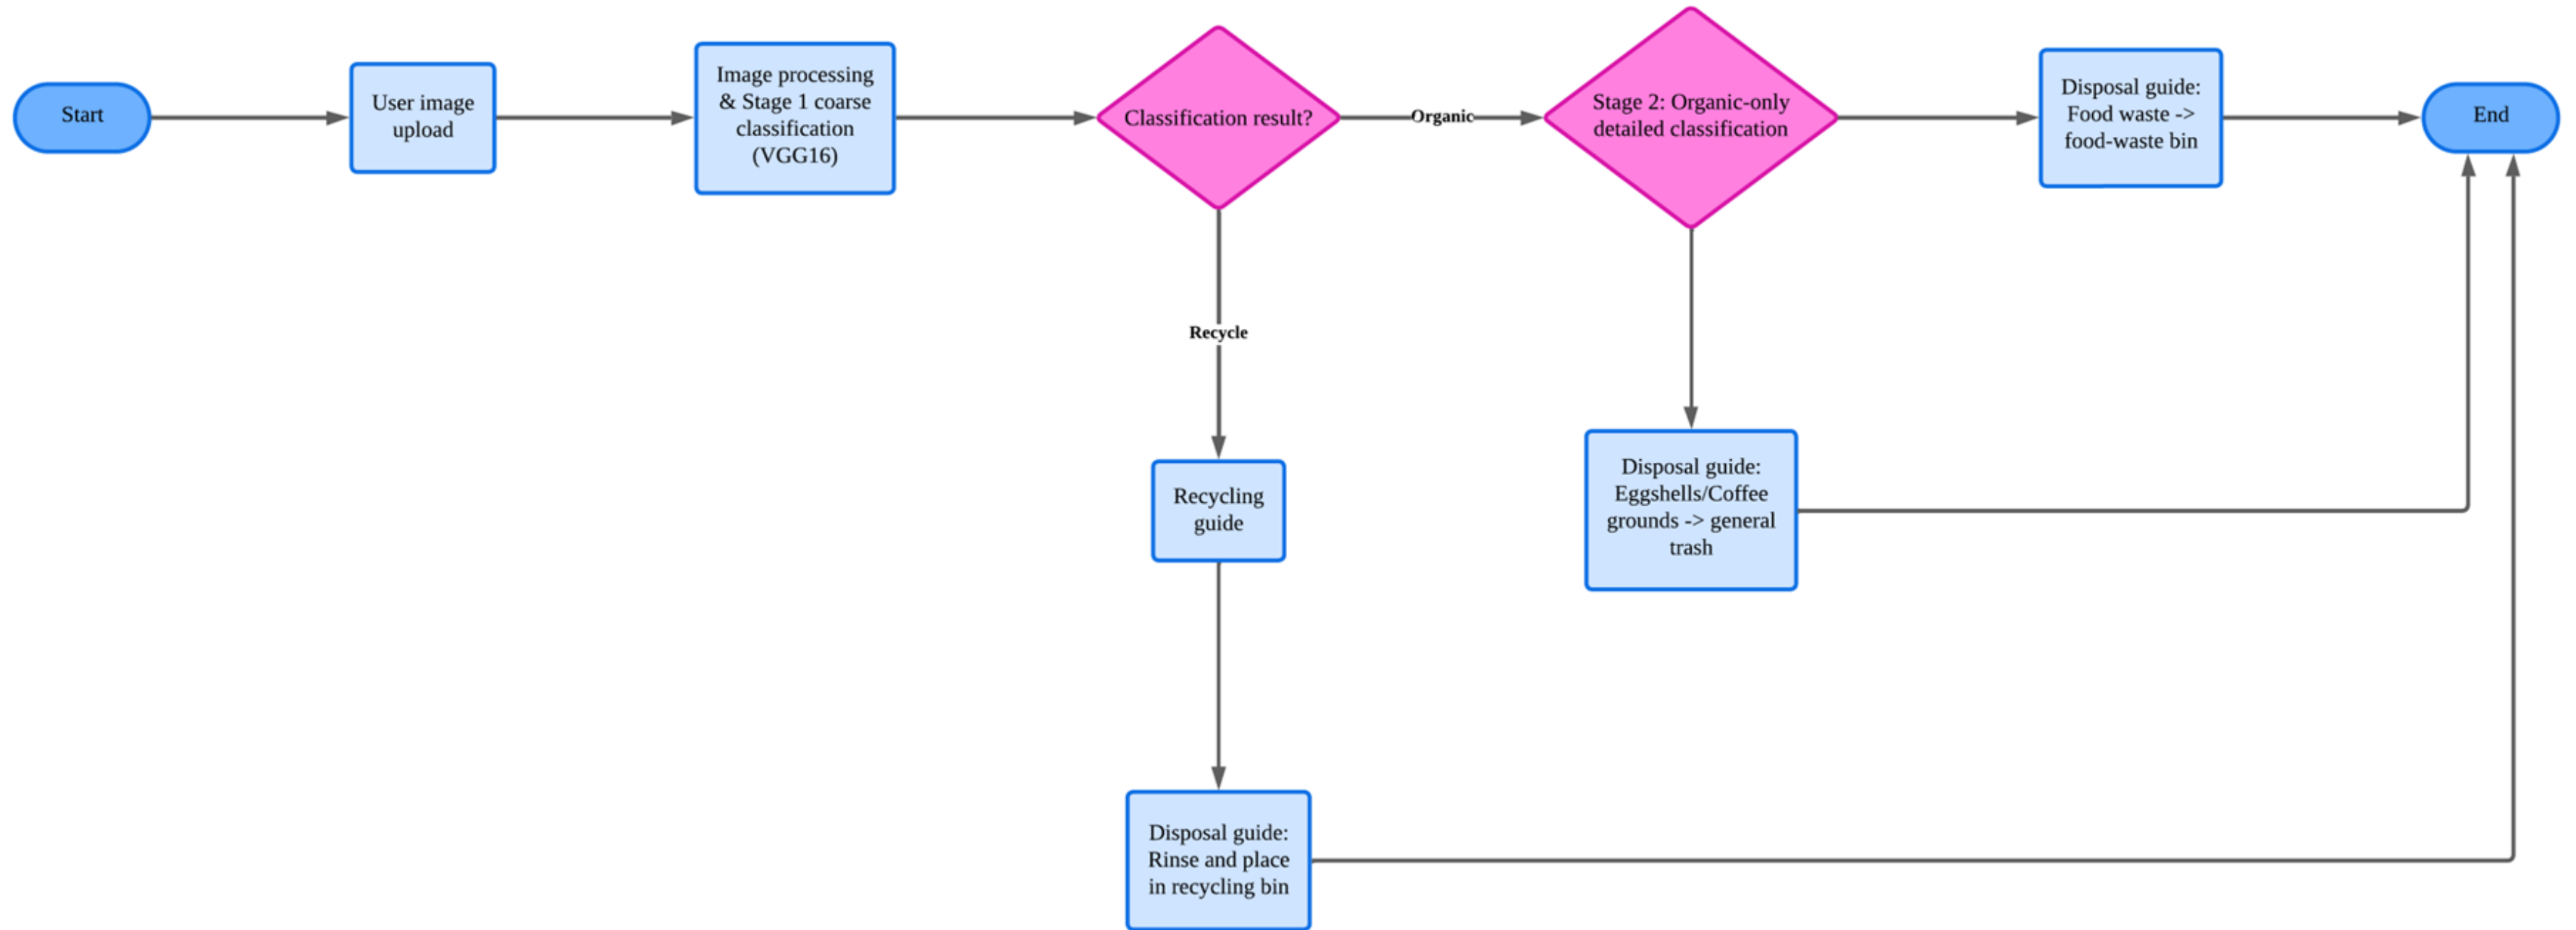 Start
User image
upload
Image processing
& Stage 1 coarse
classification
(VGG16)
Classification result?
Organic
Stage 2: Organic-only
detailed classification
Disposal guide:
Food waste ->
food-waste bin
End
Recycle
Recycling
guide
Disposal guide:
Eggshells/Coffee
grounds -> general
trash
Disposal guide:
Rinse and place
in recycling bin